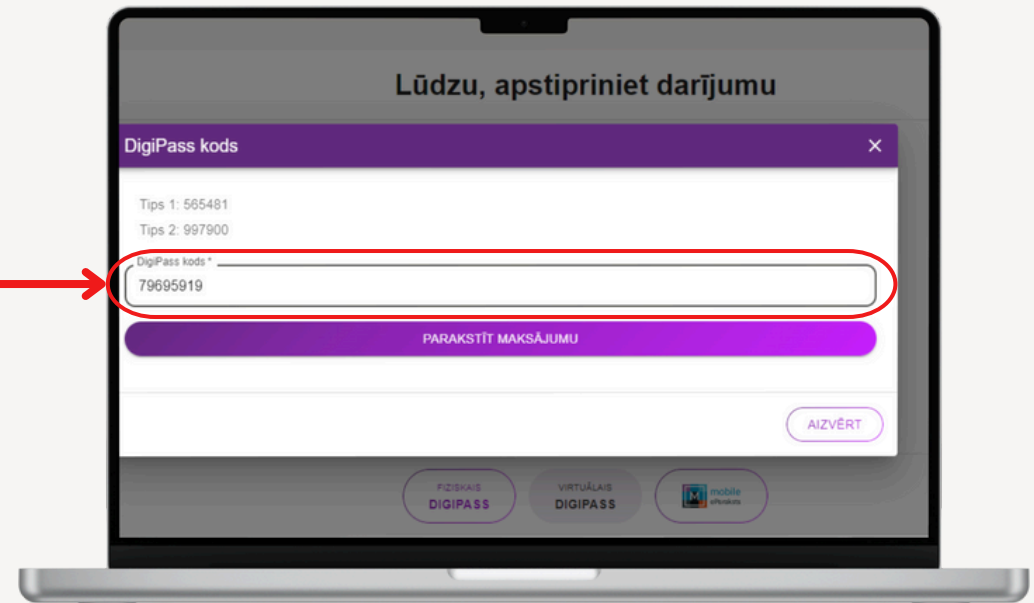 Lūdzu, apstipriniet darījumu
DigiPass kods
Tips 1: 565481
Tips 2: 997900
DigiPass kods *
79695919
PARAKSTĪT MAKSĀJUMU
AIZVĒRT
FIZISKAIS
DIGIPASS
VIRTUĀLAIS
DIGIPASS
mobile
eParaksts